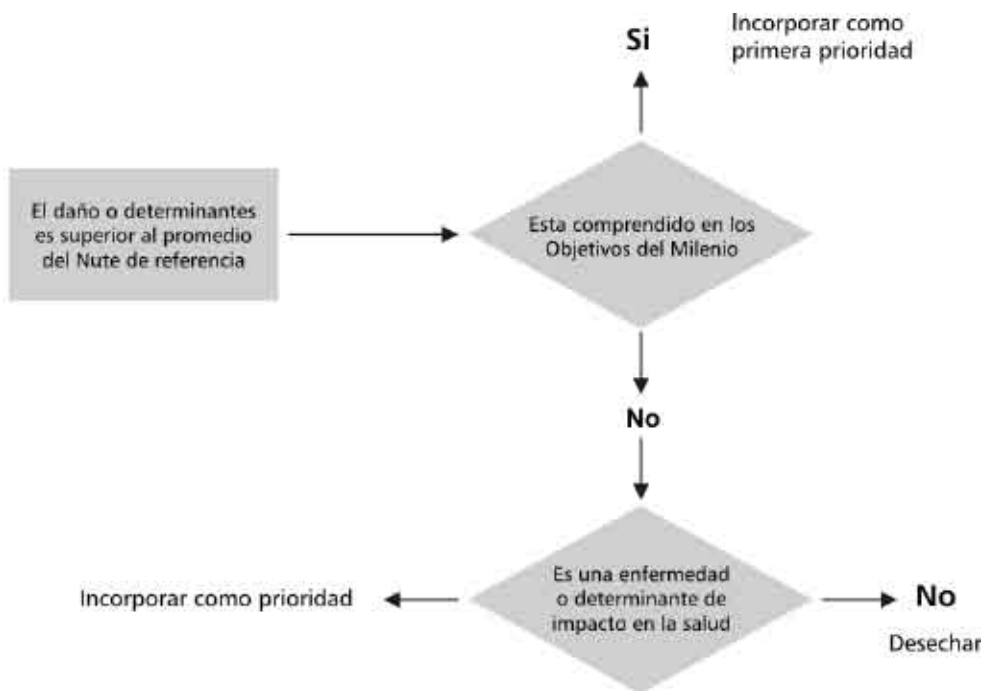 Si
Incorporar como
primera prioridad
El daño o determinantes
es superior al promedio
del Nute de referencia
Esta comprendido en los
Objetivos del Milenio
No
Es una enfermedad
o determinante de
impacto en la salud
Incorporar como prioridad
No
Desechar